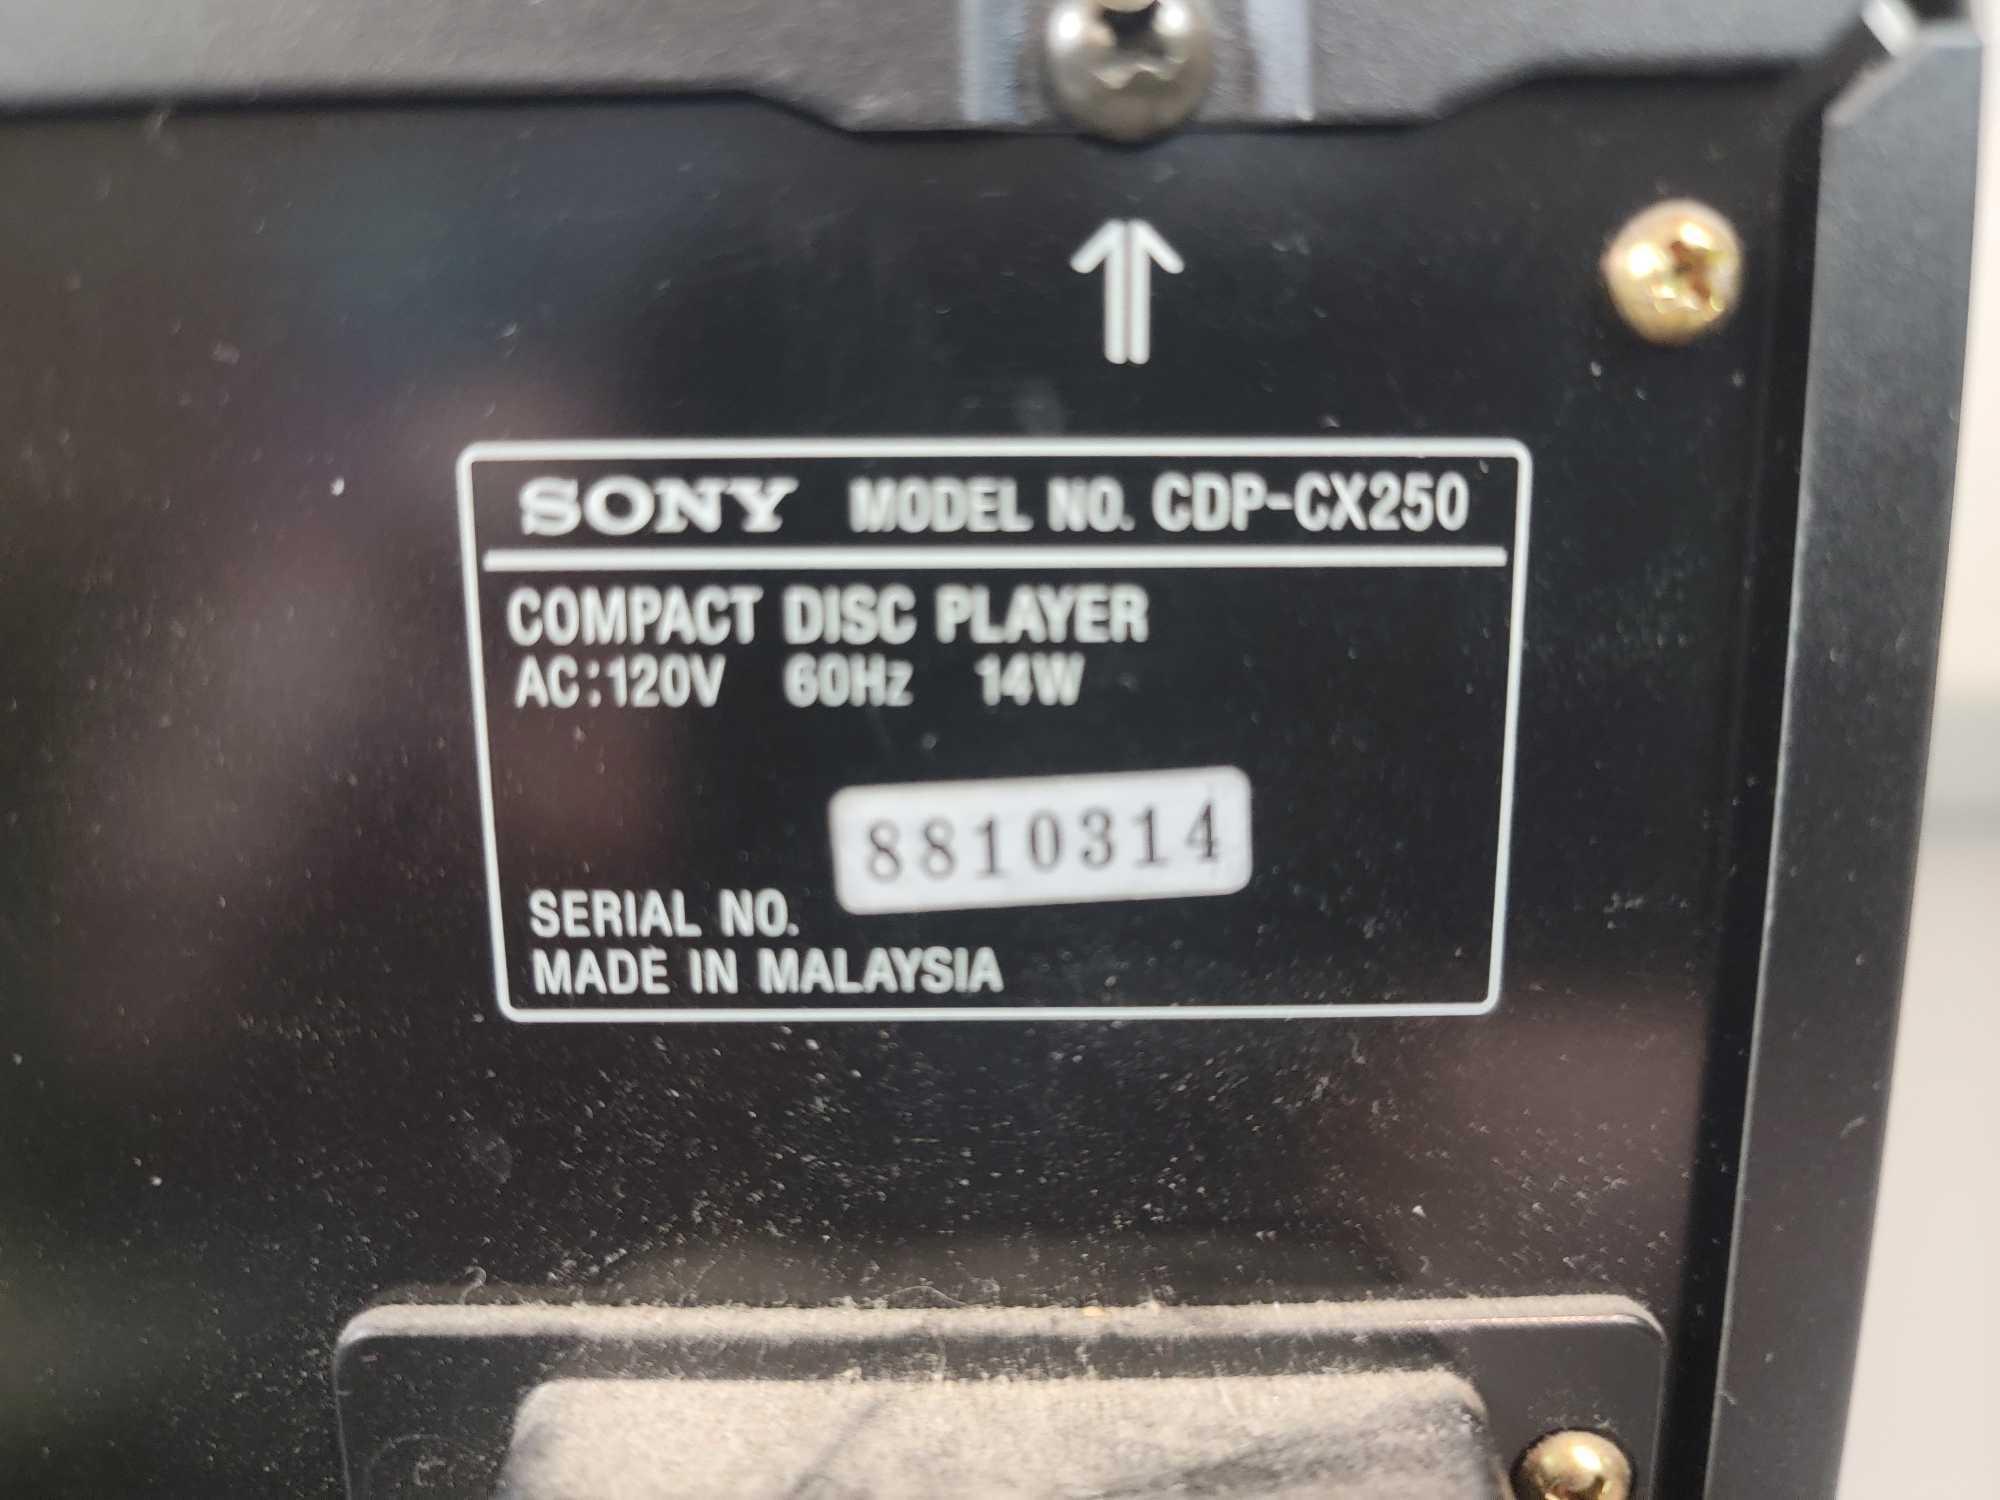 SONY MODEL NO. CDP-CX250
COMPACT DISC PLAYER
AC:120V 60Hz 14W
8810314
SERIAL NO.
MADE IN MALAYSIA